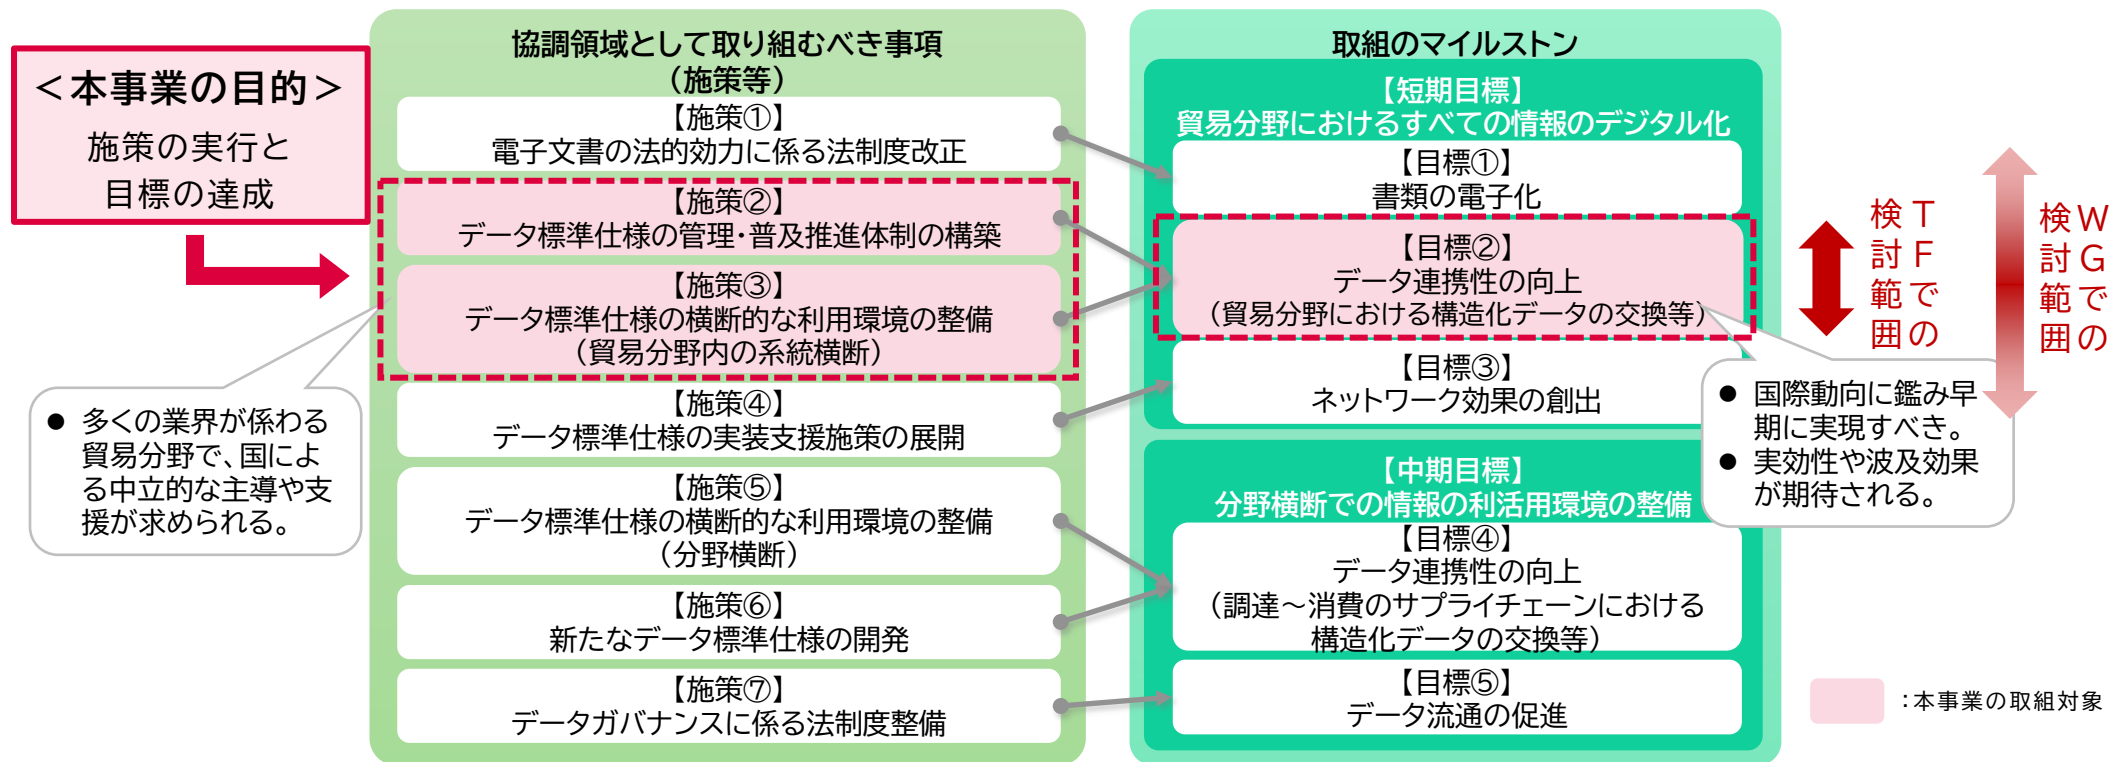 ＜本事業の目的＞
施策の実行と
目標の達成
協調領域として取り組むべき事項
（施策等）
【施策①】
電子文書の法的効力に係る法制度改正
【施策②】
データ標準仕様の管理・普及推進体制の構築
【施策③】
データ標準仕様の横断的な利用環境の整備
（貿易分野内の系統横断）
【施策④】
データ標準仕様の実装支援施策の展開
【施策⑤】
データ標準仕様の横断的な利用環境の整備
（分野横断）
【施策⑥】
新たなデータ標準仕様の開発
【施策⑦】
データガバナンスに係る法制度整備
● 多くの業界が係わる
貿易分野で、国によ
る中立的な主導や支
援が求められる。
取組のマイルストン
【短期目標】
貿易分野におけるすべての情報のデジタル化
【目標①】
書類の電子化
【目標②】
データ連携性の向上
（貿易分野における構造化データの交換等）
【目標③】
ネットワーク効果の創出
【中期目標】
分野横断での情報の利活用環境の整備
【目標④】
データ連携性の向上
（調達～消費のサプライチェーンにおける
構造化データの交換等）
【目標⑤】
データ流通の促進
TFでの
検討範囲
WGでの
検討範囲
● 国際動向に鑑み早
期に実現すべき。
● 実効性や波及効果
が期待される。
：本事業の取組対象